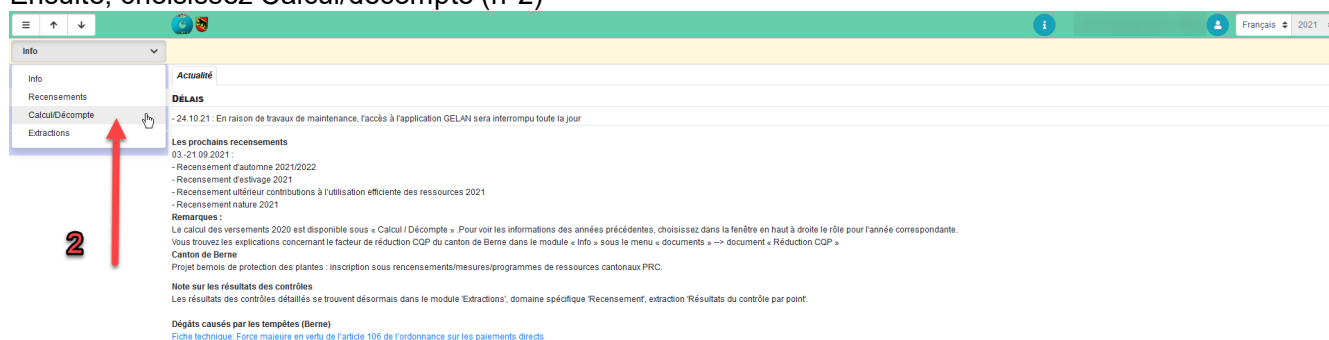 Ensuite, choisissez Calcul/décompte (n°2)
Français 2021
Info
Info
Recensements
Calcul/Décompte
Extractions
2
Actualité
DÉLAIS
- 24.10.21 : En raison de travaux de maintenance, l'accès à l'application GELAN sera interrompu toute la jour
Les prochains recensements
03.-21.09.2021 :
- Recensement d'automne 2021/2022
- Recensement d'estivage 2021
- Recensement ultérieur contributions à l'utilisation efficiente des ressources 2021
- Recensement nature 2021
Remarques :
Le calcul des versements 2020 est disponible sous « Calcul / Décompte » .Pour voir les informations des années précédentes, choisissez dans la fenêtre en haut à droite le rôle pour l'année correspondante.
Vous trouvez les explications concernant le facteur de réduction CQP du canton de Berne dans le module « Info » sous le menu « documents » --> document « Réduction CQP »
Canton de Berne
Projet bernois de protection des plantes : inscription sous rencensements/mesures/programmes de ressources cantonaux PRC.
Note sur les résultats des contrôles
Les résultats des contrôles détaillés se trouvent désormais dans le module 'Extractions', domaine spécifique 'Recensement', extraction 'Résultats du contrôle par point'.
Dégâts causés par les tempêtes (Berne)
Fiche technique: Force majeure en vertu de l'article 106 de l'ordonnance sur les paiements directs